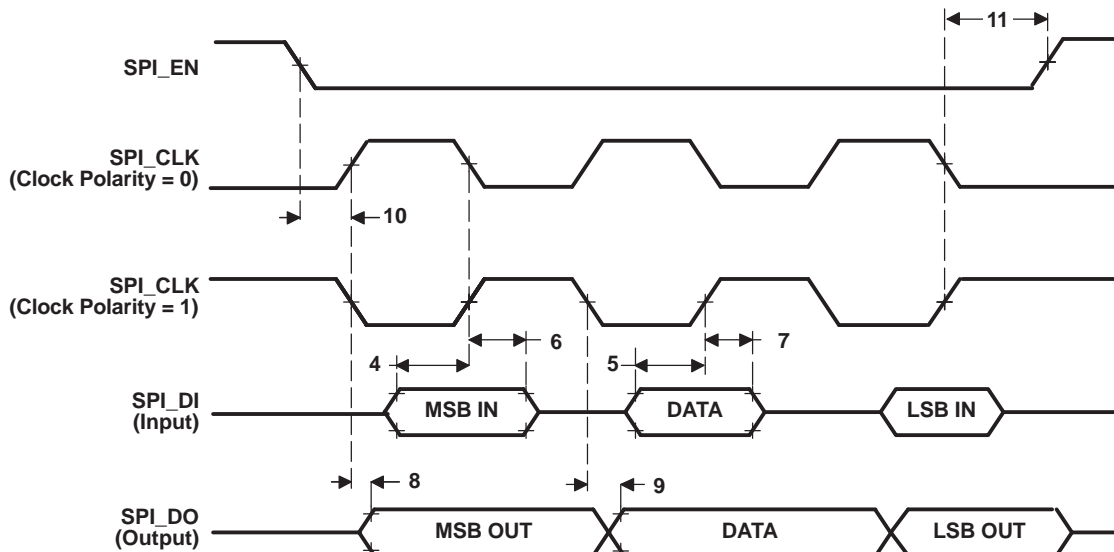 11
SPI_EN
SPI_CLK
(Clock Polarity = 0)
10
SPI_CLK
(Clock Polarity = 1)
6
7
4
5
SPI_DI
(Input)
MSB IN
DATA
LSB IN
8
9
SPI_DO
(Output)
MSB OUT
DATA
LSB OUT